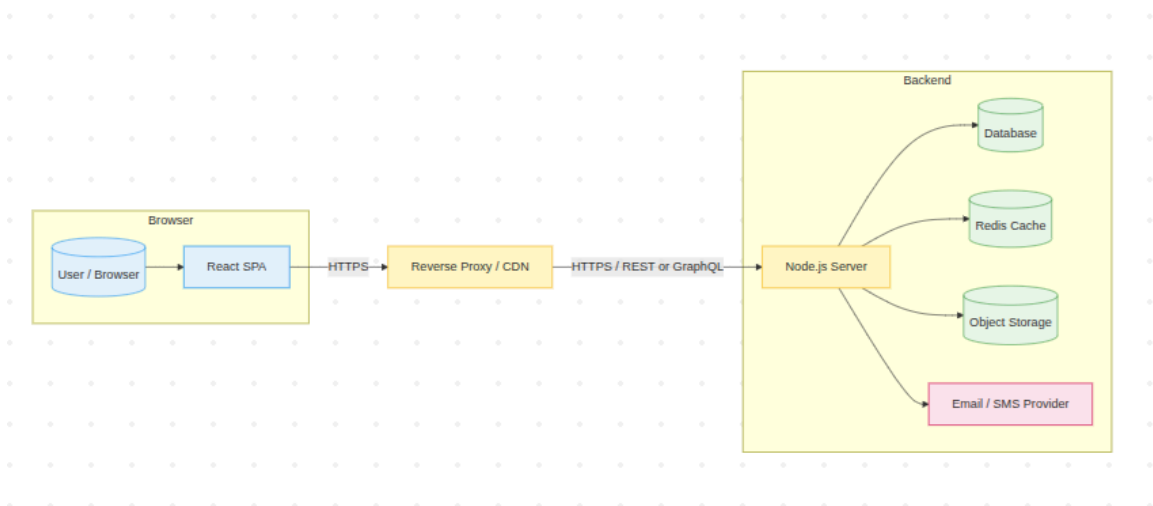 Backend
Database
Browser
Redis Cache
User / Browser
React SPA
HTTPS
Reverse Proxy / CDN
HTTPS / REST or GraphQL
Node.js Server
Object Storage
Email / SMS Provider